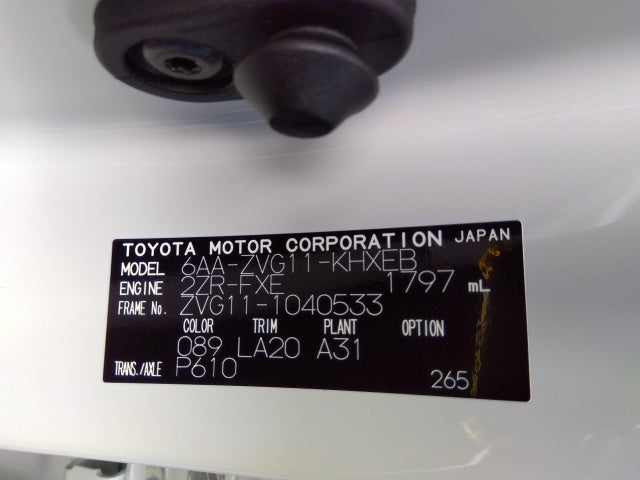 TOYOTA MOTOR CORPORATION JAPAN
MODEL 6AA-ZVG11-KHXEB
ENGINE 2ZR-FXE 1797 mL
FRAME No. ZVG11-1040533
COLOR TRIM PLANT OPTION
089 LA20 A31
TRANS./AXLE P610
265